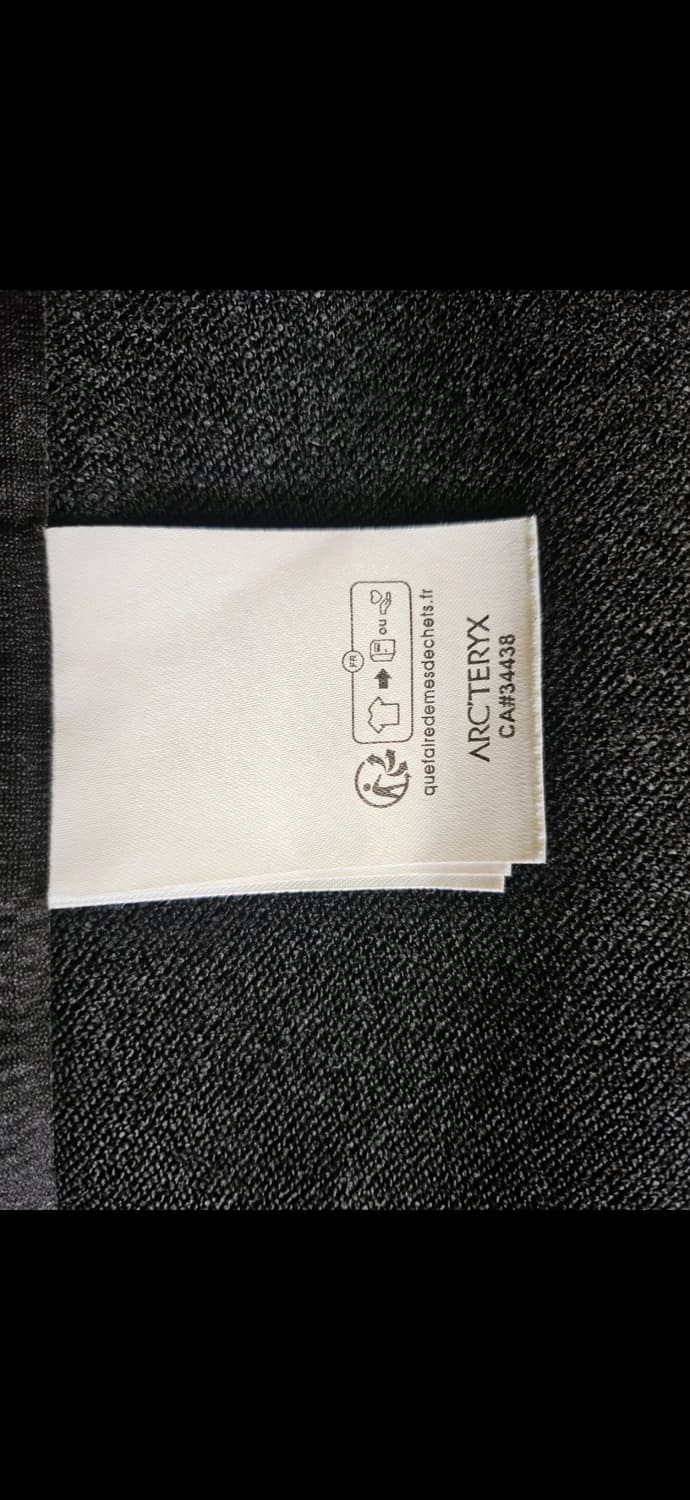 FR
ou
quefairedemesdechets.fr
ARC'TERYX
CA#34438